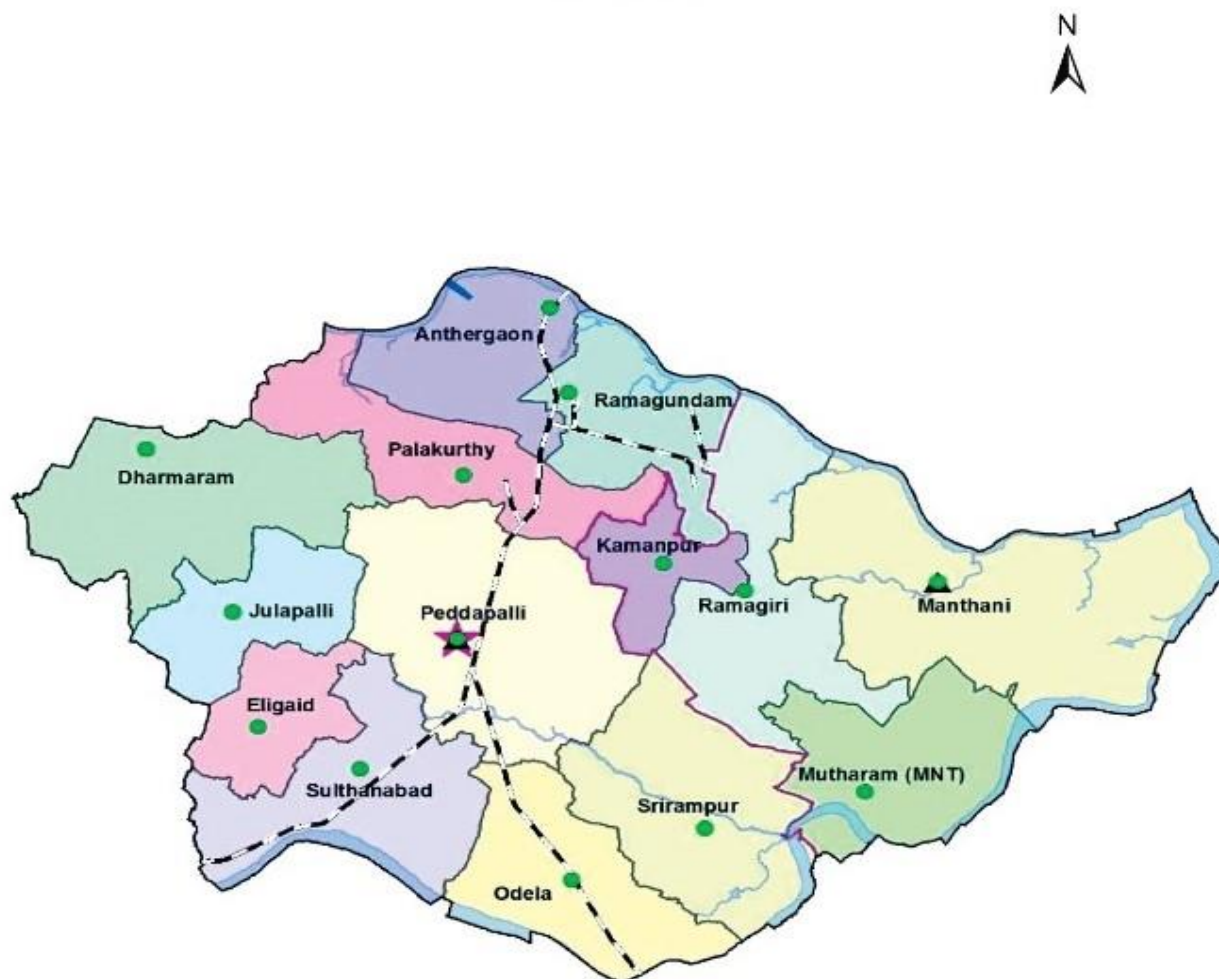 N
Anthergaon
Ramagundam
Palakurthy
Dharmaram
Kamanpur
Julapalli
Peddapalli
Ramagiri
Manthani
Eligaid
Sulthanabad
Mutharam (MNT)
Srirampur
Odela